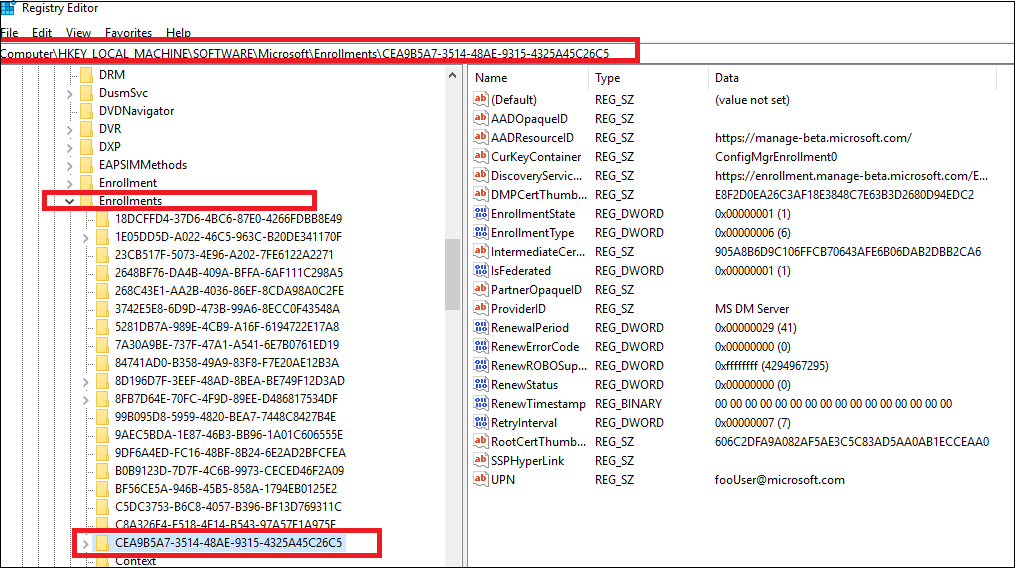 Registry Editor
File Edit View Favorites Help
Computer\HKEY_LOCAL_MACHINE\SOFTWARE\Microsoft\Enrollments\CEA9B5A7-3514-48AE-9315-4325A45C26C5
DRM
DusmSvc
DVDNavigator
DVR
DXP
EAPSIMMethods
Enrollment
Enrollments
18DCFFD4-37D6-4BC6-87E0-4266FDBB8E49
1E05DD5D-A022-46C5-963C-B20DE341170F
23CB517F-5073-4E96-A202-7FE6122A2271
2648BF76-DA4B-409A-BFFA-6AF111C298A5
268C43E1-AA2B-4036-86EF-8CDA98A0C2FE
3742E5E8-6D9D-473B-99A6-8ECC0F43548A
5281DB7A-989E-4CB9-A16F-6194722E17A8
7A30A9BE-737F-47A1-A541-6E7B0761ED19
84741AD0-B358-49A9-83F8-F7E20AE12B3A
8D196D7F-3EEF-48AD-8BEA-BE749F12D3AD
8FB7D64E-70FC-4F9D-89EE-D486817534DF
99B095D8-5959-4820-BEA7-7448C8427B4E
9AEC5BDA-1E87-46B3-BB96-1A01C606555E
9DF6A4ED-FC16-48BF-8B24-6E2AD2BFCFEA
B0B9123D-7D7F-4C6B-9973-CECED46F2A09
BF56CE5A-946B-45B5-858A-1794EB0125E2
C5DC3753-B6C8-4057-B396-BF13D769311C
C8A326E4-F518-4F14-B543-97A57F1A975F
CEA9B5A7-3514-48AE-9315-4325A45C26C5
Context
Name Type Data
(Default) REG_SZ (value not set)
AADOpaqueID REG_SZ
AADResourceID REG_SZ https://manage-beta.microsoft.com/
CurKeyContainer REG_SZ ConfigMgrEnrollment0
DiscoveryServic... REG_SZ https://enrollment.manage-beta.microsoft.com/E...
DMPCertThumb... REG_SZ E8F2D0EA26C3AF18E3848C7E63B3D2680D94EDC2
EnrollmentState REG_DWORD 0x00000001 (1)
EnrollmentType REG_DWORD 0x00000006 (6)
IntermediateCer... REG_SZ 905A8B6D9C106FFCB70643AFE6B06DAB2DBB2CA6
IsFederated REG_DWORD 0x00000001 (1)
PartnerOpaqueID REG_SZ
ProviderID REG_SZ MS DM Server
RenewalPeriod REG_DWORD 0x00000029 (41)
RenewErrorCode REG_DWORD 0x00000000 (0)
RenewROBOSup... REG_DWORD 0xffffffff (4294967295)
RenewStatus REG_DWORD 0x00000000 (0)
RenewTimestamp REG_BINARY 00 00 00 00 00 00 00 00 00 00 00 00 00 00 00 00
RetryInterval REG_DWORD 0x00000007 (7)
RootCertThumb... REG_SZ 606C2DFA9A082AF5AE3C5C83AD5AA0AB1ECCEAA0
SSPHyperLink REG_SZ
UPN REG_SZ fooUser@microsoft.com